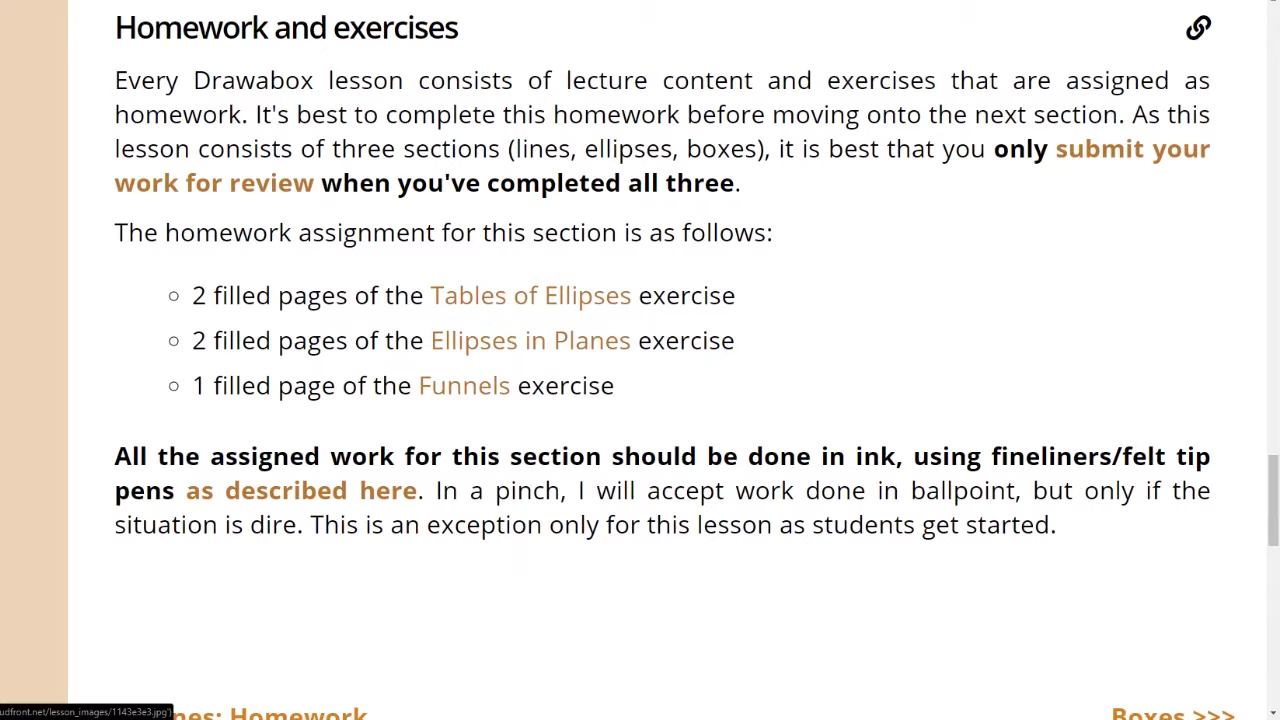 Homework and exercises
Every Drawabox lesson consists of lecture content and exercises that are assigned as
homework. It's best to complete this homework before moving onto the next section. As this
lesson consists of three sections (lines, ellipses, boxes), it is best that you only submit your
work for review when you've completed all three.
The homework assignment for this section is as follows:
2 filled pages of the Tables of Ellipses exercise
2 filled pages of the Ellipses in Planes exercise
1 filled page of the Funnels exercise
All the assigned work for this section should be done in ink, using fineliners/felt tip
pens as described here. In a pinch, I will accept work done in ballpoint, but only if the
situation is dire. This is an exception only for this lesson as students get started.
udfront.net/lesson_images/1143e3e3.jpg')
nes: Homework
Boxes >>>